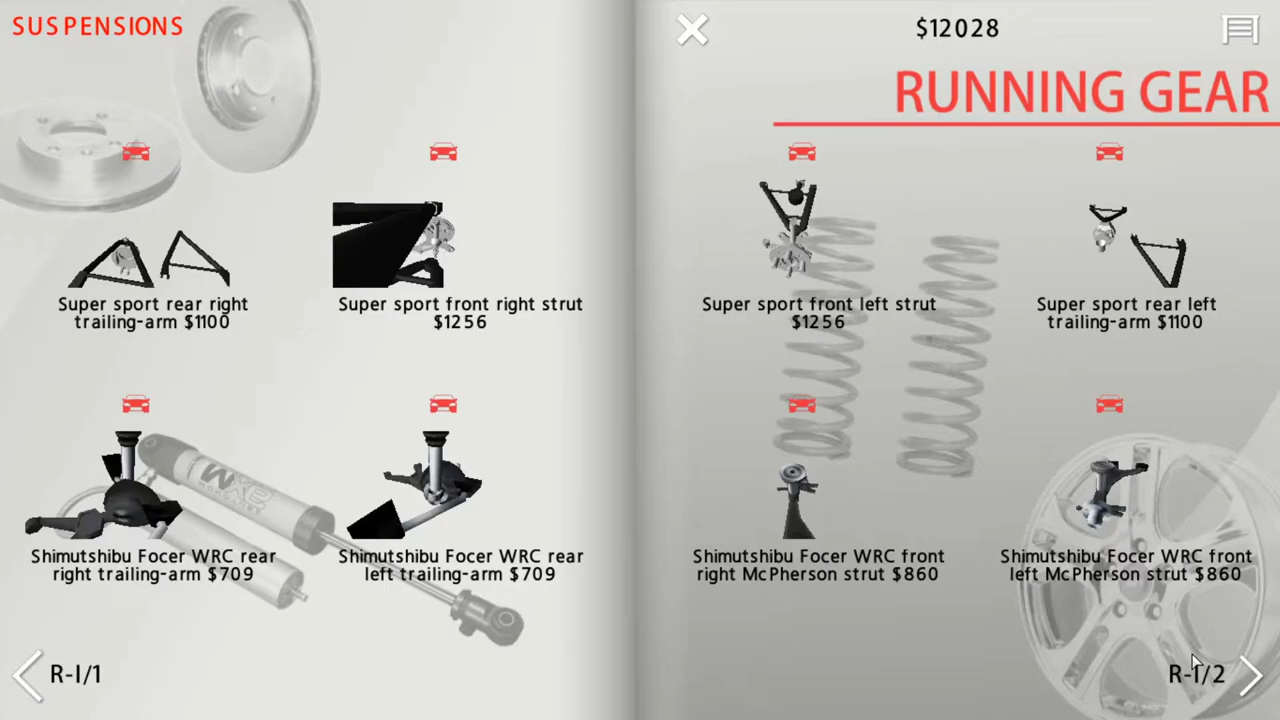 SUSPENSIONS
$12028
RUNNING GEAR
Super sport rear right
trailing-arm $1100
Super sport front right strut
$1256
Super sport front left strut
$1256
Super sport rear left
trailing-arm $1100
Shimutshibu Focer WRC rear
right trailing-arm $709
Shimutshibu Focer WRC rear
left trailing-arm $709
Shimutshibu Focer WRC front
right McPherson strut $860
Shimutshibu Focer WRC front
left McPherson strut $860
R-I/1
R-I/2